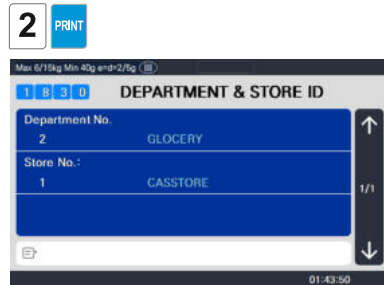 2 PRINT
Max 6/15kg Min 40g e=d=2/5g (III)
1 8 3 0 DEPARTMENT & STORE ID
Department No.
2 GLOCERY
Store No.:
1 CASSTORE
1/1
01:43:50